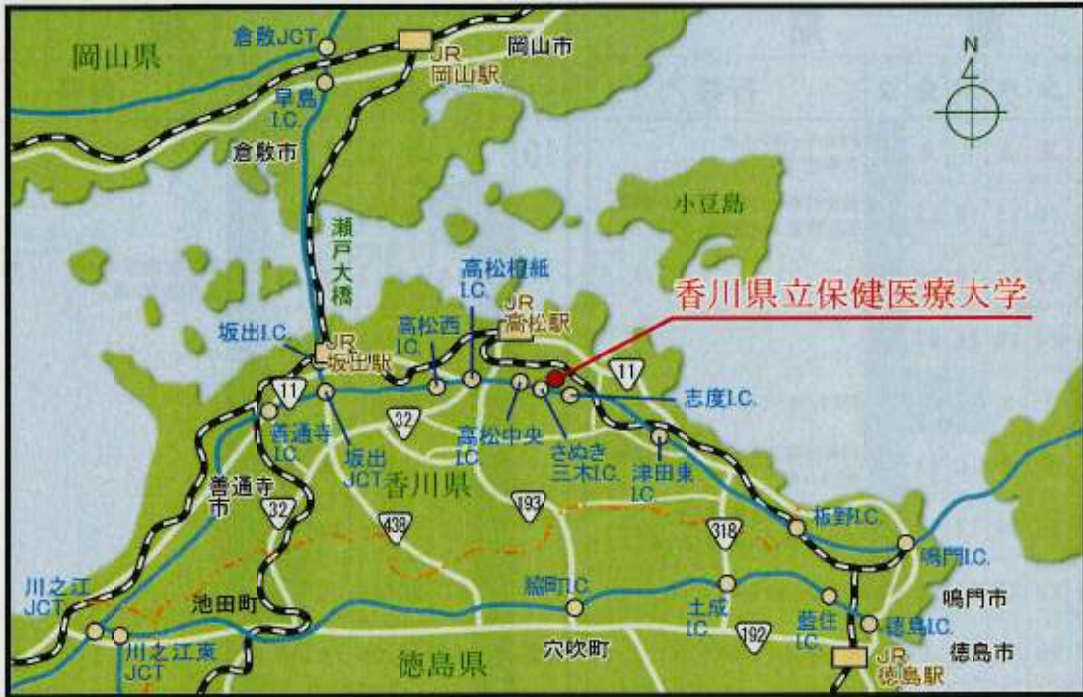 倉敷JCT
JR
岡山駅
岡山市
岡山県
N
早島
I.C.
倉敷市
小豆島
瀬戸大橋
高松檀紙
I.C.
香川県立保健医療大学
坂出I.C.
JR
坂出駅
高松西
I.C.
JR
高松駅
11
11
志度I.C.
32
善通寺
I.C.
坂出
JCT
高松中央
I.C.
さぬき
三木I.C.
津田東
I.C.
香川県
善通寺
市
32
438
193
318
板野I.C.
鳴門I.C.
川之江
JCT
池田町
脇町I.C.
土成
I.C.
藍住
I.C.
鳴門市
徳島I.C.
川之江東
JCT
徳島県
穴吹町
192
JR
徳島駅
徳島市